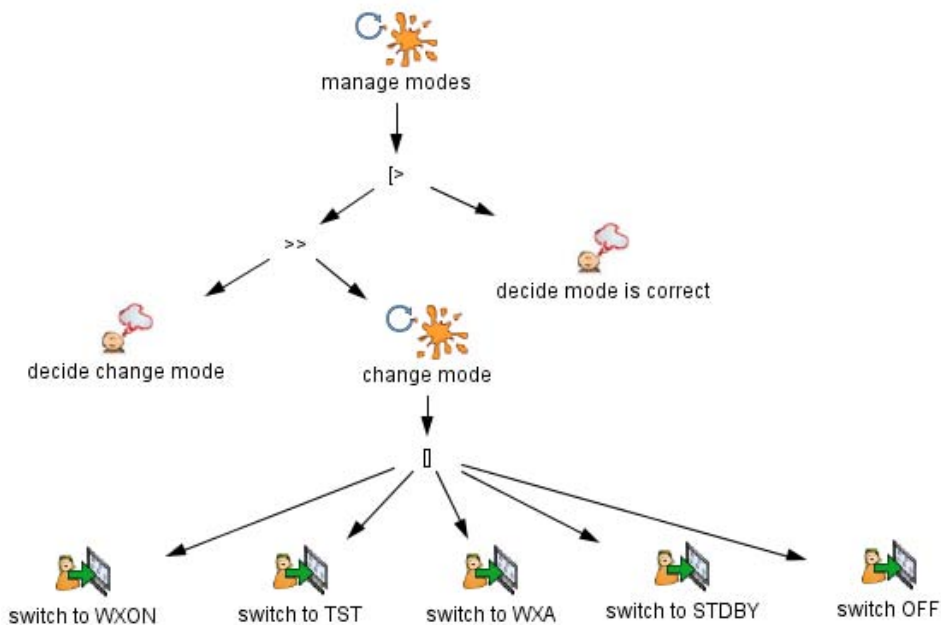 manage modes
[>
>>
decide mode is correct
decide change mode
change mode
[]
switch to WXON
switch to TST
switch to WXA
switch to STDBY
switch OFF